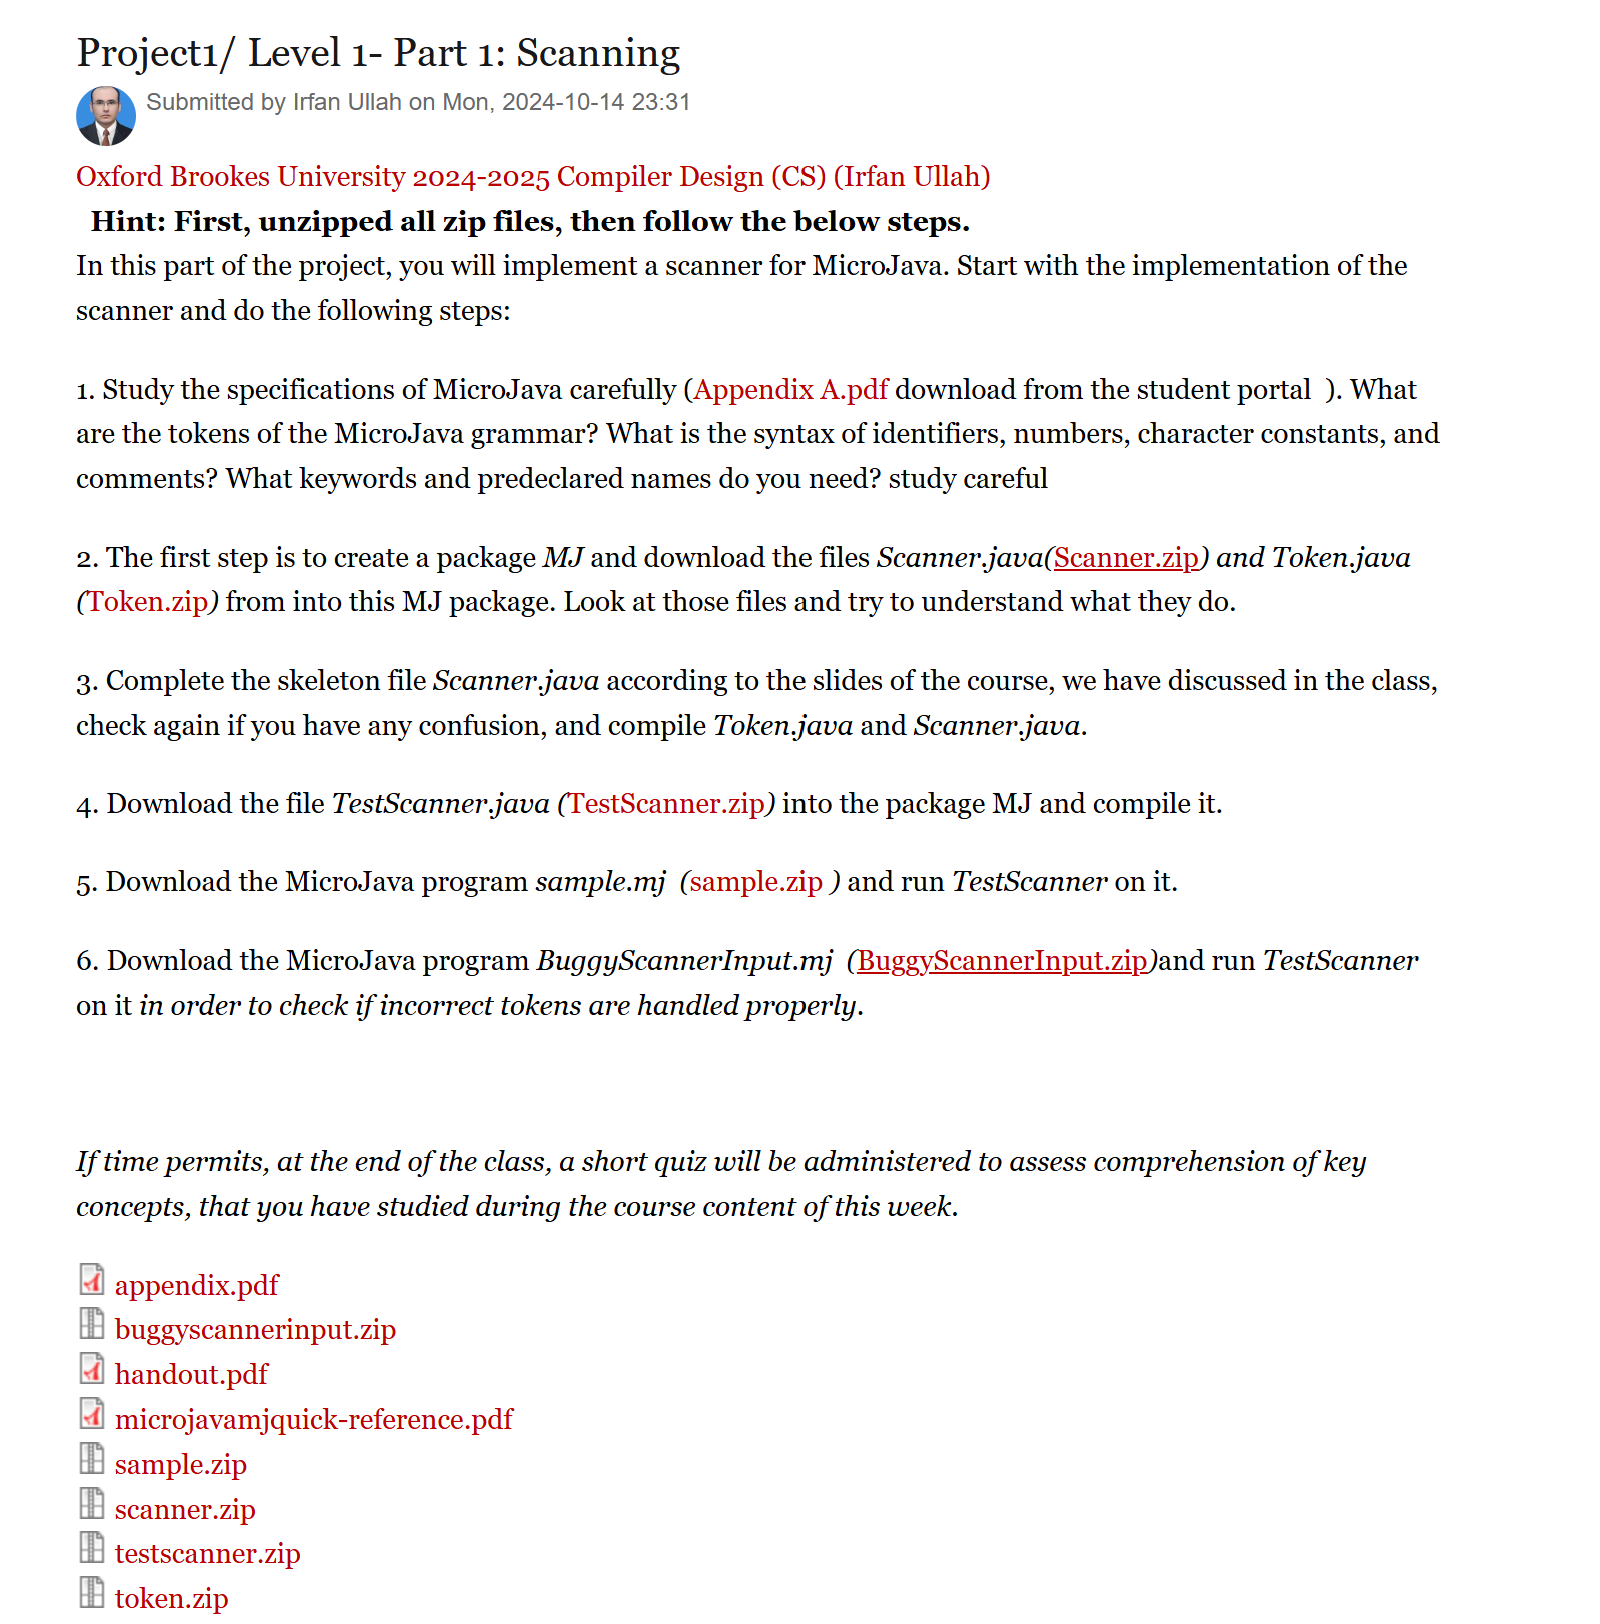 Project1/ Level 1- Part 1: Scanning
Submitted by Irfan Ullah on Mon, 2024-10-14 23:31
Oxford Brookes University 2024-2025 Compiler Design (CS) (Irfan Ullah)
Hint: First, unzipped all zip files, then follow the below steps.
In this part of the project, you will implement a scanner for MicroJava. Start with the implementation of the
scanner and do the following steps:
1. Study the specifications of MicroJava carefully (Appendix A.pdf download from the student portal  ). What
are the tokens of the MicroJava grammar? What is the syntax of identifiers, numbers, character constants, and
comments? What keywords and predeclared names do you need? study careful
2. The first step is to create a package MJ and download the files Scanner.java(Scanner.zip) and Token.java
(Token.zip) from into this MJ package. Look at those files and try to understand what they do.
3. Complete the skeleton file Scanner.java according to the slides of the course, we have discussed in the class,
check again if you have any confusion, and compile Token.java and Scanner.java.
4. Download the file TestScanner.java (TestScanner.zip) into the package MJ and compile it.
5. Download the MicroJava program sample.mj  (sample.zip ) and run TestScanner on it.
6. Download the MicroJava program BuggyScannerInput.mj  (BuggyScannerInput.zip)and run TestScanner
on it in order to check if incorrect tokens are handled properly.
If time permits, at the end of the class, a short quiz will be administered to assess comprehension of key
concepts, that you have studied during the course content of this week.
appendix.pdf
buggyscannerinput.zip
handout.pdf
microjavamjquick-reference.pdf
sample.zip
scanner.zip
testscanner.zip
token.zip